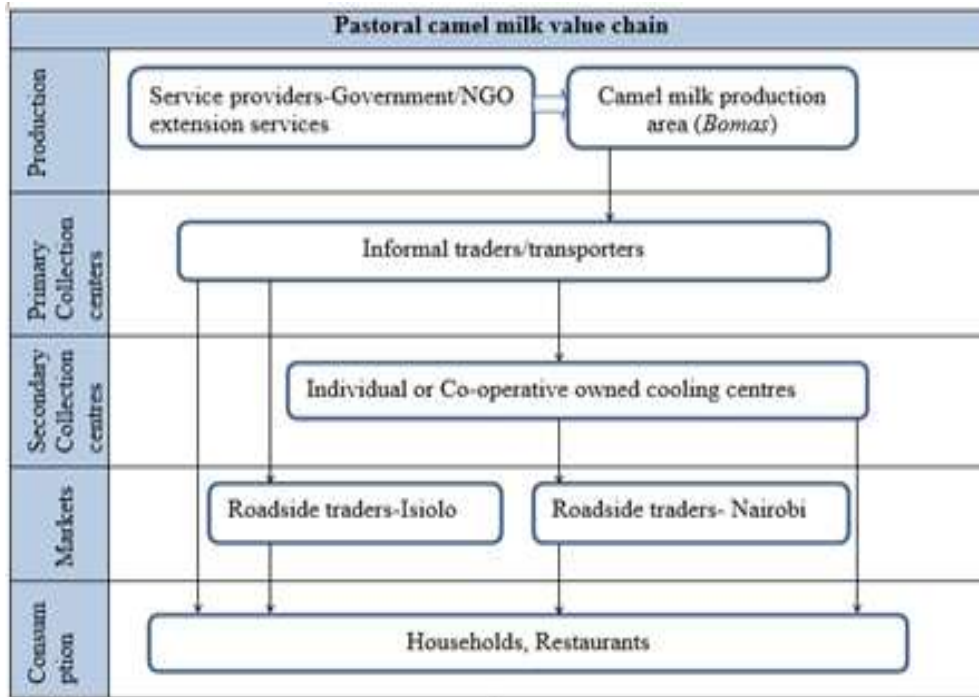 Pastoral camel milk value chain
Production
Service providers-Government/NGO
extension services
Camel milk production
area (Bomas)
Primary
Collection
centers
Informal traders/transporters
Secondary
Collection
centres
Individual or Co-operative owned cooling centres
Markets
Roadside traders-Isiolo
Roadside traders- Nairobi
Consum
ption
Households, Restaurants